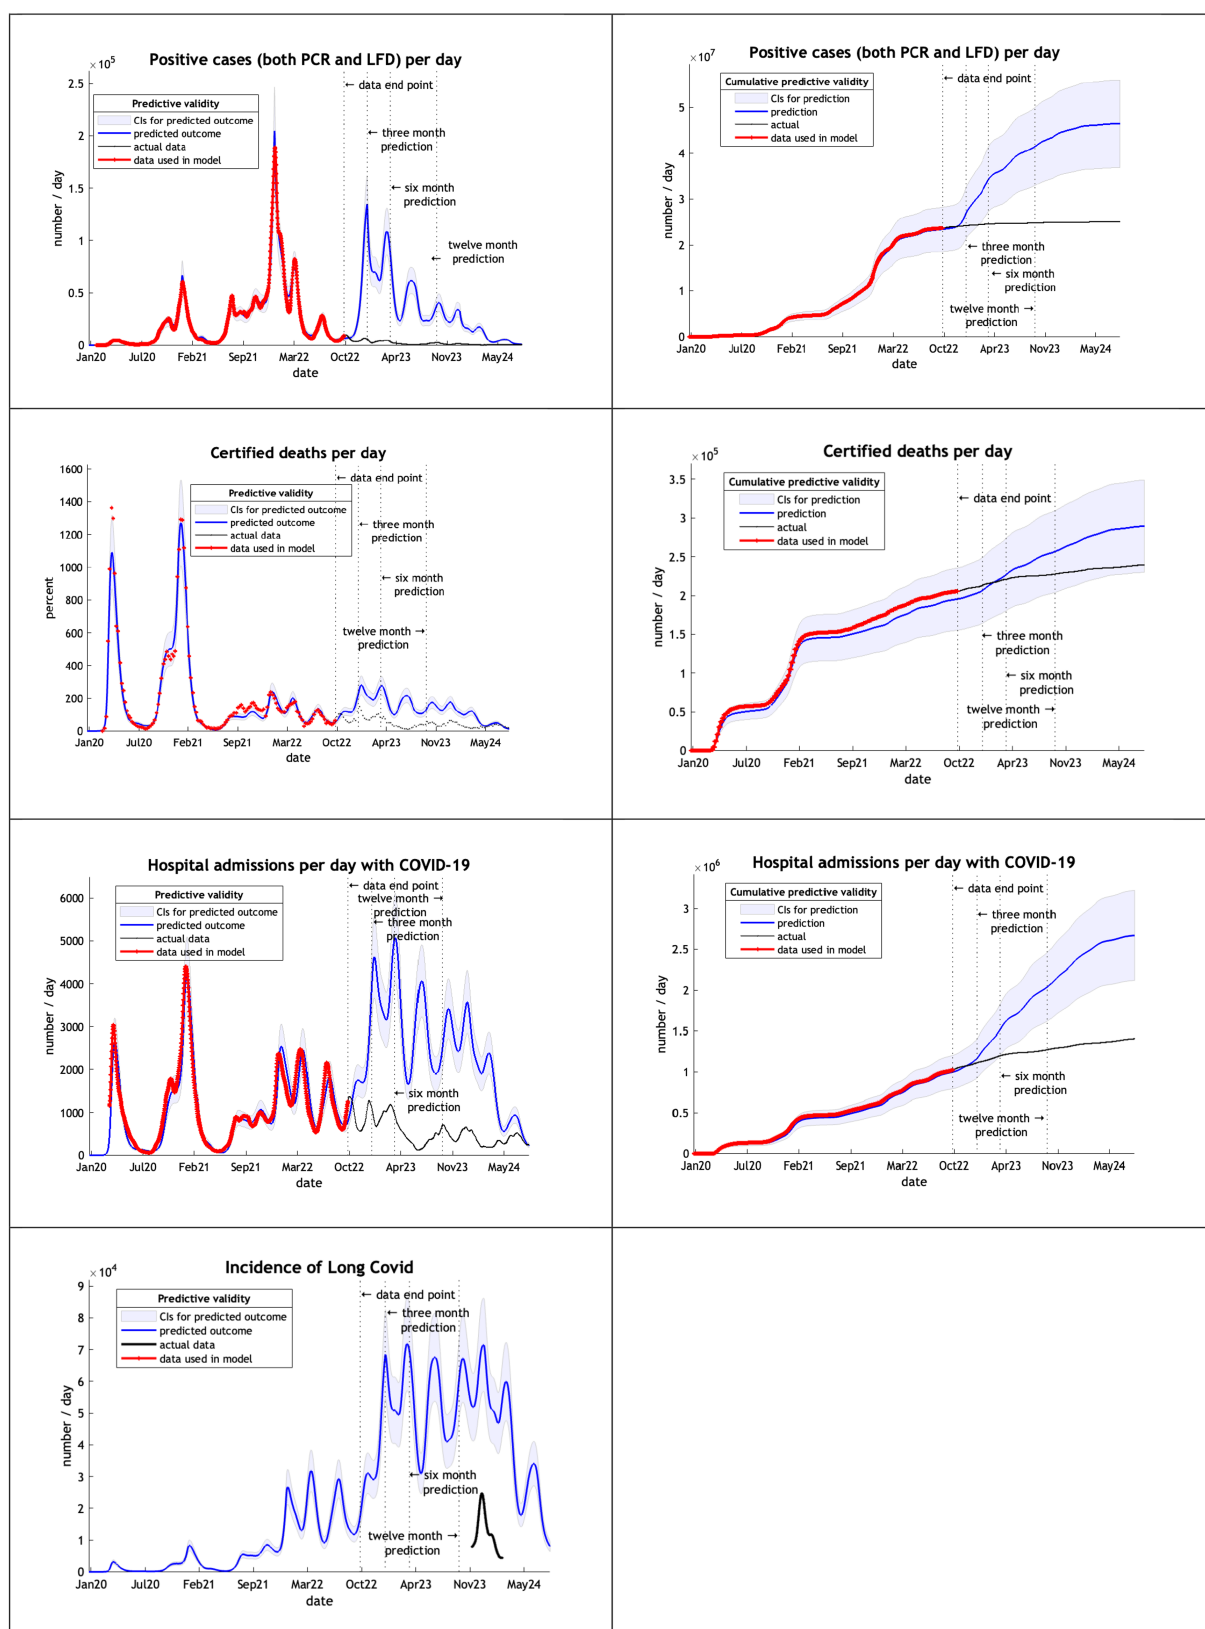 Positive cases (both PCR and LFD) per day
×10^5
2.5
2
1.5
1
0.5
0
number / day
Predictive validity
CIs for predicted outcome
predicted outcome
actual data
data used in model
← data end point
← three month
prediction
← six month
prediction
twelve month
← prediction
Jan20 Jul20 Feb21 Sep21 Mar22 Oct22 Apr23 Nov23 May24
date
Positive cases (both PCR and LFD) per day
×10^7
5
4
3
2
1
0
number / day
Cumulative predictive validity
CIs for prediction
prediction
actual
data used in model
← data end point
← three month
prediction
← six month
prediction
twelve month →
prediction
Jan20 Jul20 Feb21 Sep21 Mar22 Oct22 Apr23 Nov23 May24
date
Certified deaths per day
1600
1400
1200
1000
800
600
400
200
0
percent
Predictive validity
CIs for predicted outcome
predicted outcome
actual data
data used in model
← data end point
← three month
prediction
← six month
prediction
twelve month →
prediction
Jan20 Jul20 Feb21 Sep21 Mar22 Oct22 Apr23 Nov23 May24
date
Certified deaths per day
×10^5
3.5
3
2.5
2
1.5
1
0.5
0
number / day
Cumulative predictive validity
CIs for prediction
prediction
actual
data used in model
← data end point
← three month
prediction
← six month
prediction
twelve month →
prediction
Jan20 Jul20 Feb21 Sep21 Mar22 Oct22 Apr23 Nov23 May24
date
Hospital admissions per day with COVID-19
6000
5000
4000
3000
2000
1000
0
number / day
Predictive validity
CIs for predicted outcome
predicted outcome
actual data
data used in model
← data end point
twelve month →
prediction
← three month
prediction
← six month
prediction
Jan20 Jul20 Feb21 Sep21 Mar22 Oct22 Apr23 Nov23 May24
date
Hospital admissions per day with COVID-19
×10^6
3
2.5
2
1.5
1
0.5
0
number / day
Cumulative predictive validity
CIs for prediction
prediction
actual
data used in model
← data end point
← three month
prediction
← six month
prediction
twelve month →
prediction
Jan20 Jul20 Feb21 Sep21 Mar22 Oct22 Apr23 Nov23 May24
date
Incidence of Long Covid
×10^4
9
8
7
6
5
4
3
2
1
0
number / day
Predictive validity
CIs for predicted outcome
predicted outcome
actual data
data used in model
← data end point
← three month
prediction
← six month
prediction
twelve month →
prediction
Jan20 Jul20 Feb21 Sep21 Mar22 Oct22 Apr23 Nov23 May24
date